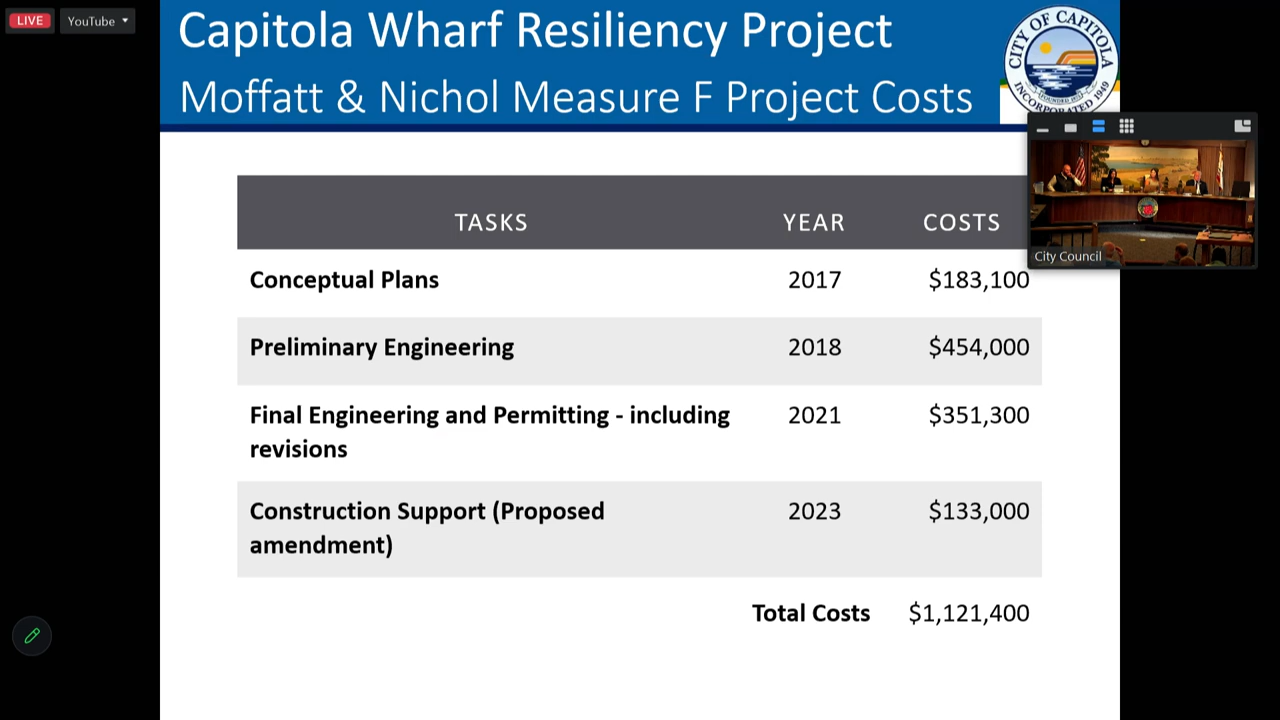 LIVE
YouTube
Capitola Wharf Resiliency Project
Moffatt & Nichol Measure F Project Costs
CITY OF CAPITOLA
INCORPORATED 1949
TASKS YEAR COSTS
City Council
Conceptual Plans 2017 $183,100
Preliminary Engineering 2018 $454,000
Final Engineering and Permitting - including 2021 $351,300
revisions
Construction Support (Proposed 2023 $133,000
amendment)
Total Costs $1,121,400